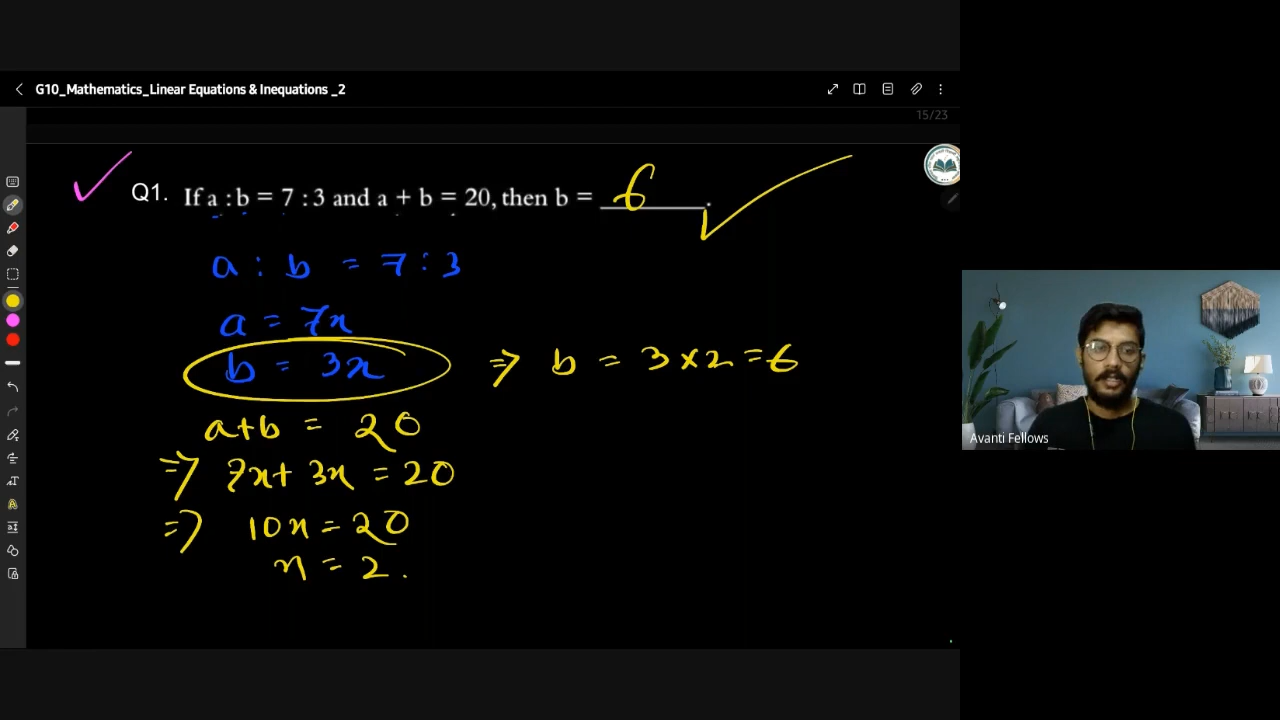 G10_Mathematics_Linear Equations & Inequations _2
15/23
Q1. If a : b = 7 : 3 and a + b = 20, then b = 6.
a : b = 7 : 3
a = 7x
b = 3x ⇒ b = 3 × 2 = 6
a+b = 20
⇒ 7x + 3x = 20
⇒ 10x = 20
x = 2.
Avanti Fellows